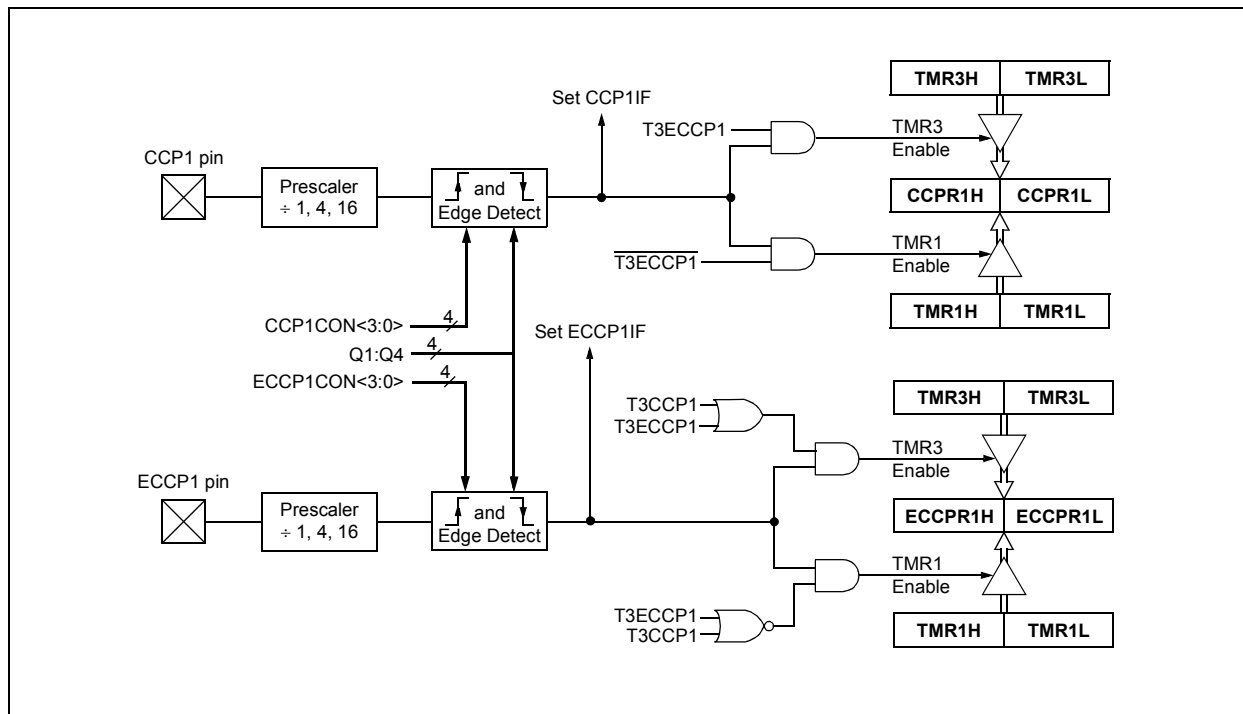 TMR3H TMR3L
Set CCP1IF
T3ECCP1
TMR3
Enable
CCP1 pin
Prescaler
÷ 1, 4, 16
and
Edge Detect
CCPR1H CCPR1L
T3ECCP1
TMR1
Enable
TMR1H TMR1L
CCP1CON<3:0>
4
Q1:Q4
4
ECCP1CON<3:0>
4
Set ECCP1IF
TMR3H TMR3L
T3CCP1
T3ECCP1
TMR3
Enable
ECCP1 pin
Prescaler
÷ 1, 4, 16
and
Edge Detect
ECCPR1H ECCPR1L
TMR1
Enable
T3ECCP1
T3CCP1
TMR1H TMR1L